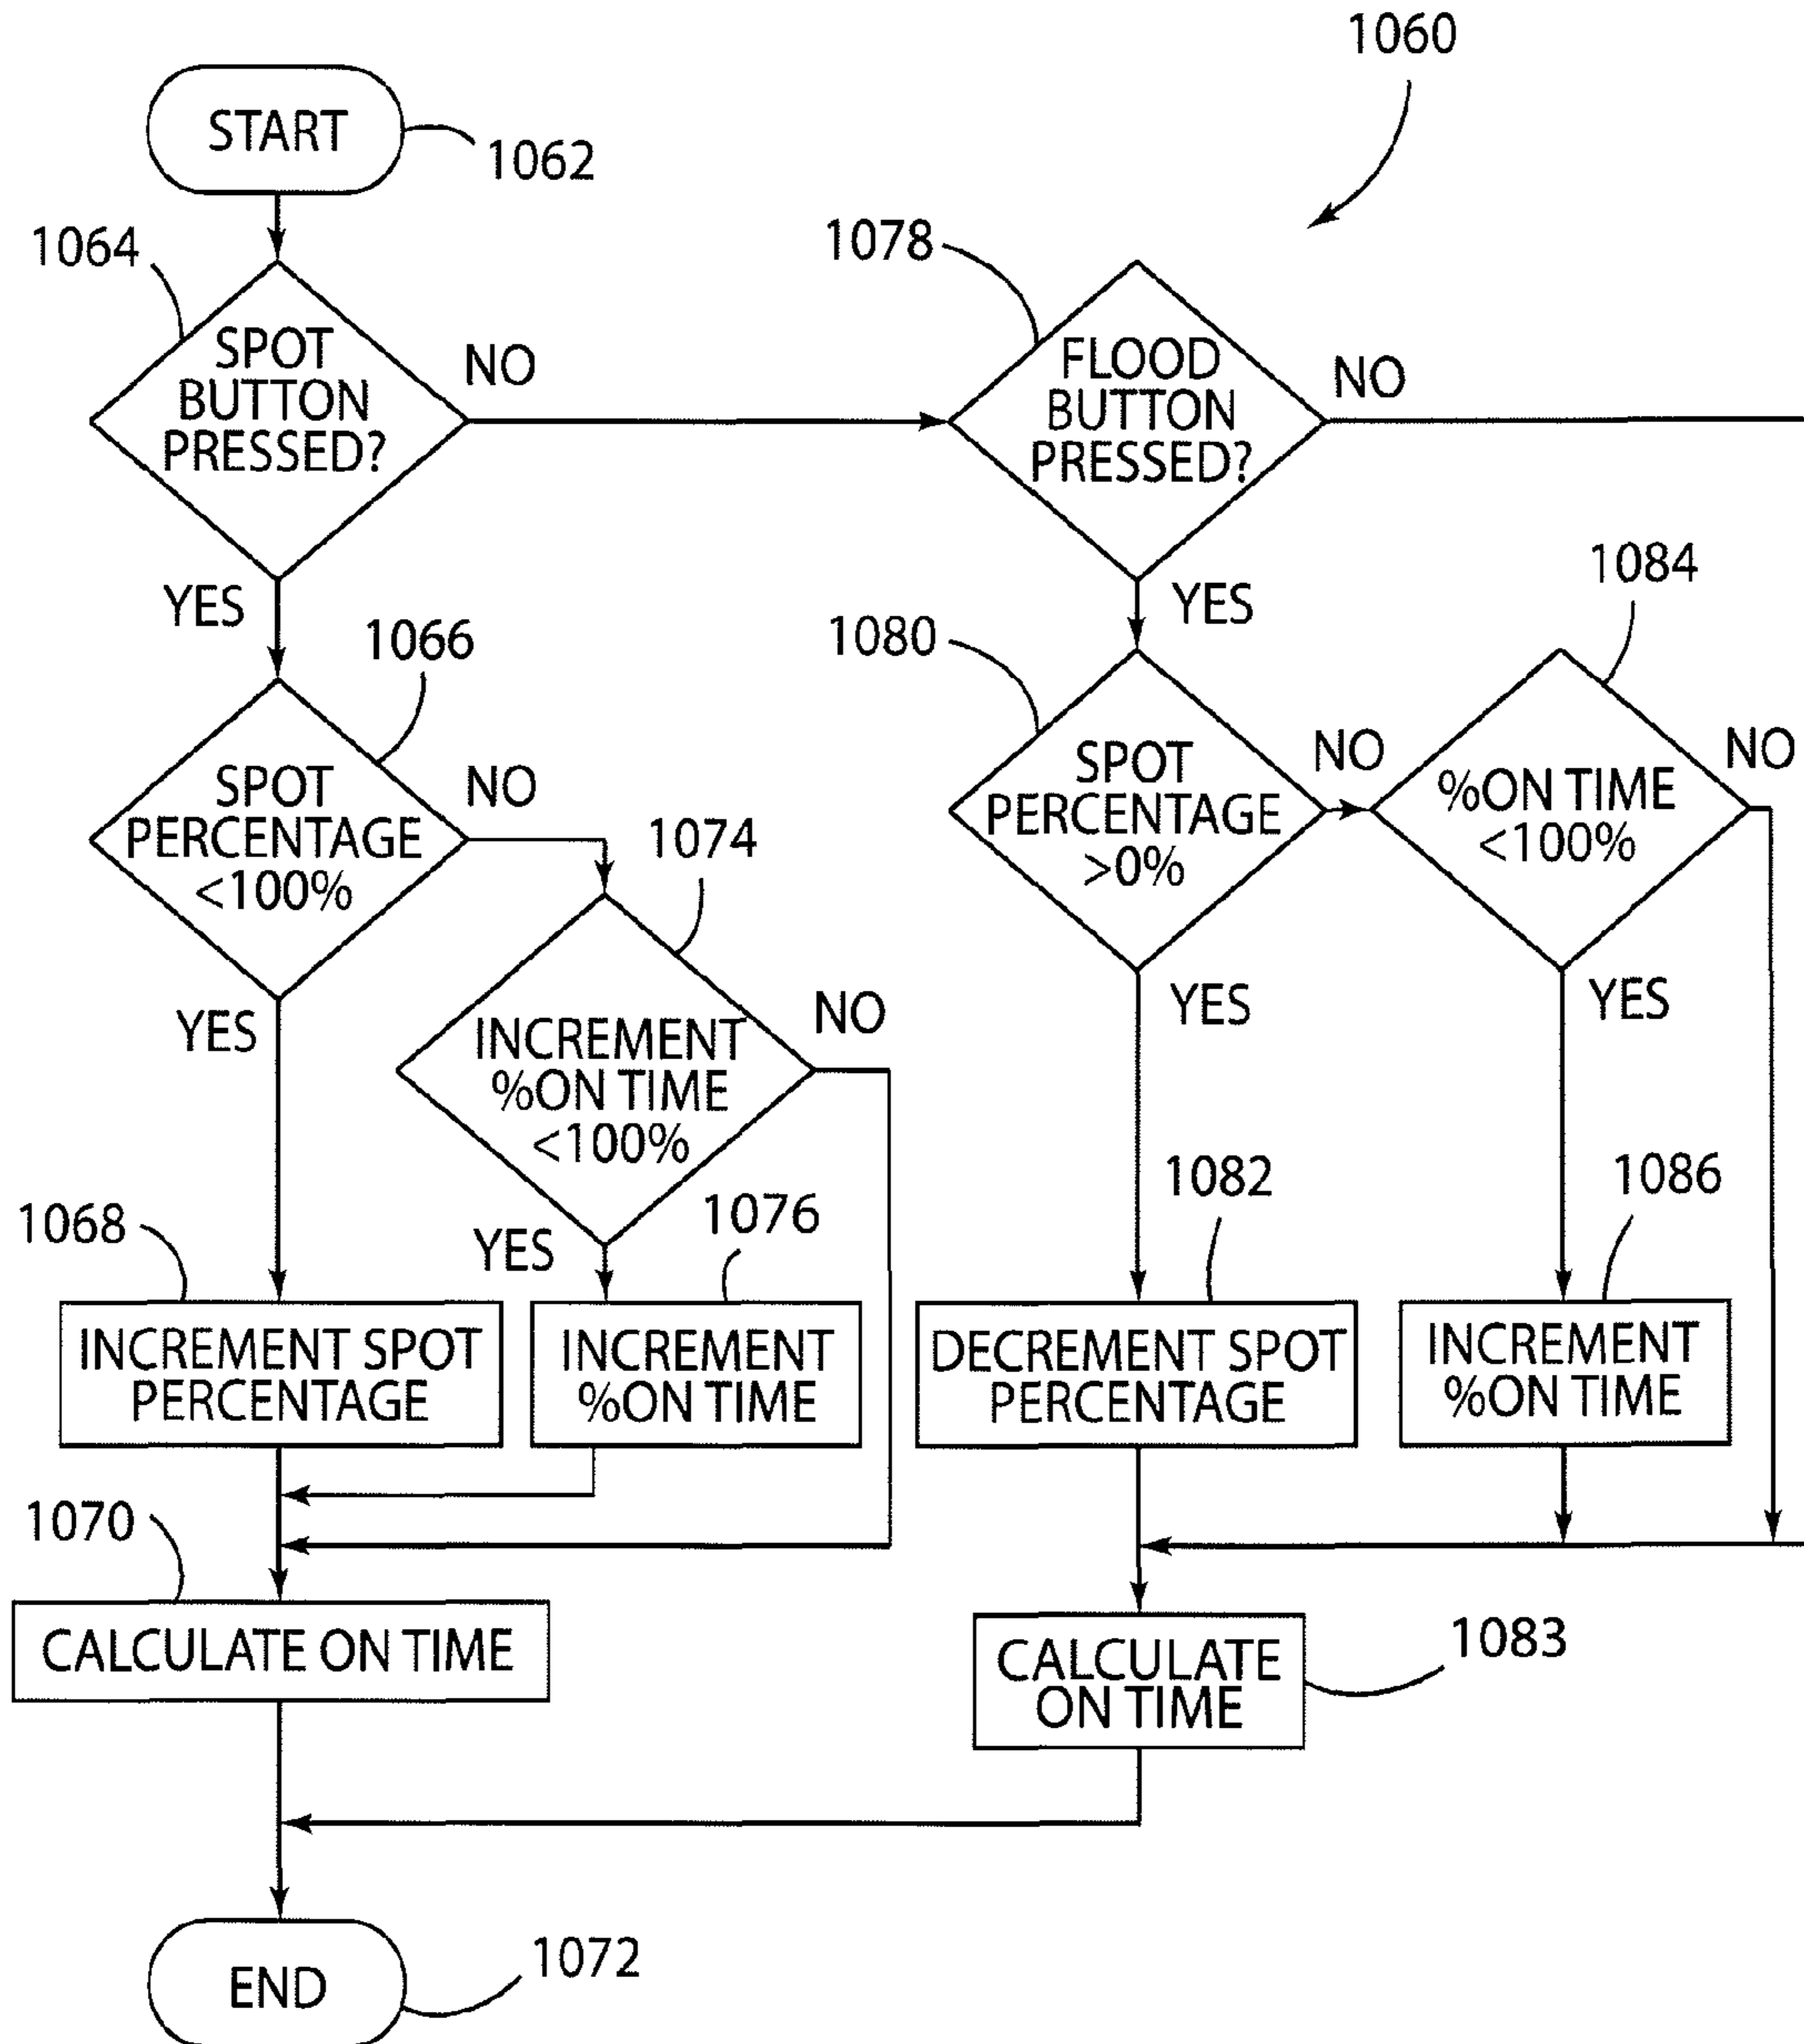 1060
START
1062
1064
SPOT
BUTTON
PRESSED?
NO
YES
1078
FLOOD
BUTTON
PRESSED?
NO
YES
1066
SPOT
PERCENTAGE
<100%
NO
YES
1074
INCREMENT
%ON TIME
<100%
NO
YES
1080
SPOT
PERCENTAGE
>0%
NO
YES
1084
%ON TIME
<100%
NO
YES
1068
INCREMENT SPOT
PERCENTAGE
1076
INCREMENT
%ON TIME
1082
DECREMENT SPOT
PERCENTAGE
1086
INCREMENT
%ON TIME
1070
CALCULATE ON TIME
CALCULATE
ON TIME
1083
END
1072